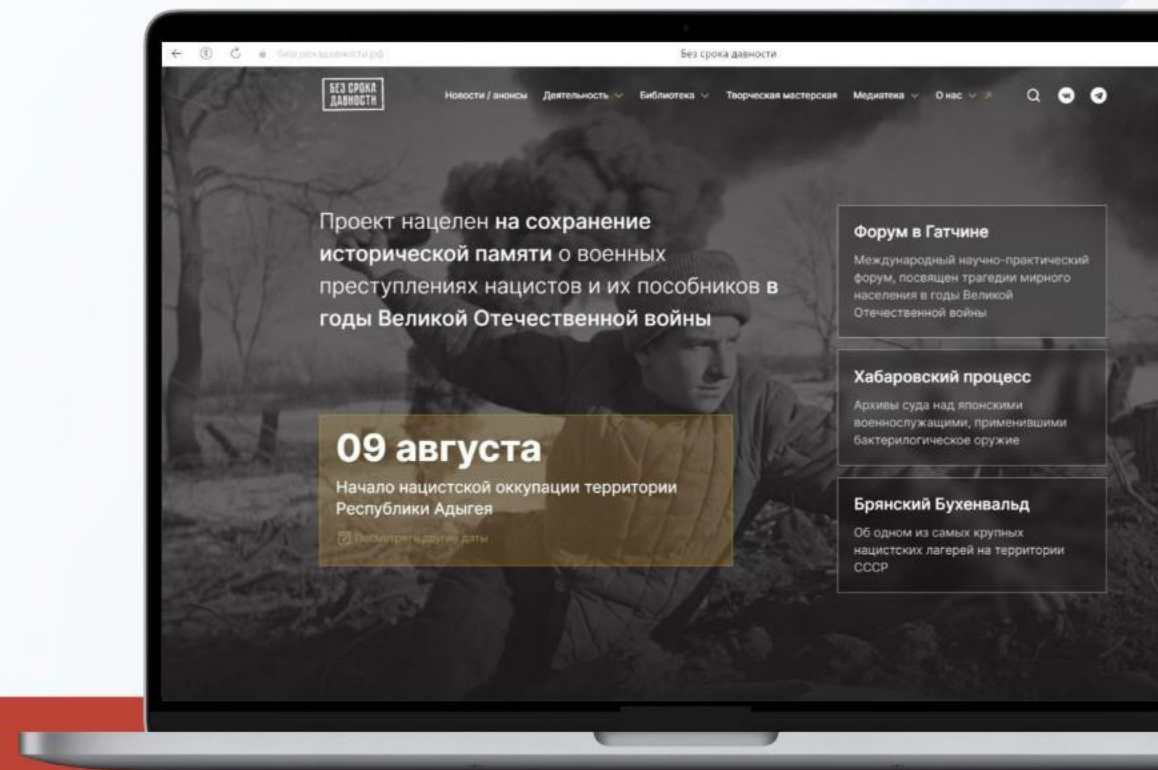 Без срока давности
БЕЗ СРОКА
ДАВНОСТИ
Новости / анонсы Деятельность Библиотека Творческая мастерская Медиатека О нас
Проект нацелен на сохранение
исторической памяти о военных
преступлениях нацистов и их пособников в
годы Великой Отечественной войны
09 августа
Начало нацистской оккупации территории
Республики Адыгея
Посмотреть другие даты
Форум в Гатчине
Международный научно-практический
форум, посвящен трагедии мирного
населения в годы Великой
Отечественной войны
Хабаровский процесс
Архивы суда над японскими
военнослужащими, применившими
бактерилогическое оружие
Брянский Бухенвальд
Об одном из самых крупных
нацистских лагерей на территории
СССР